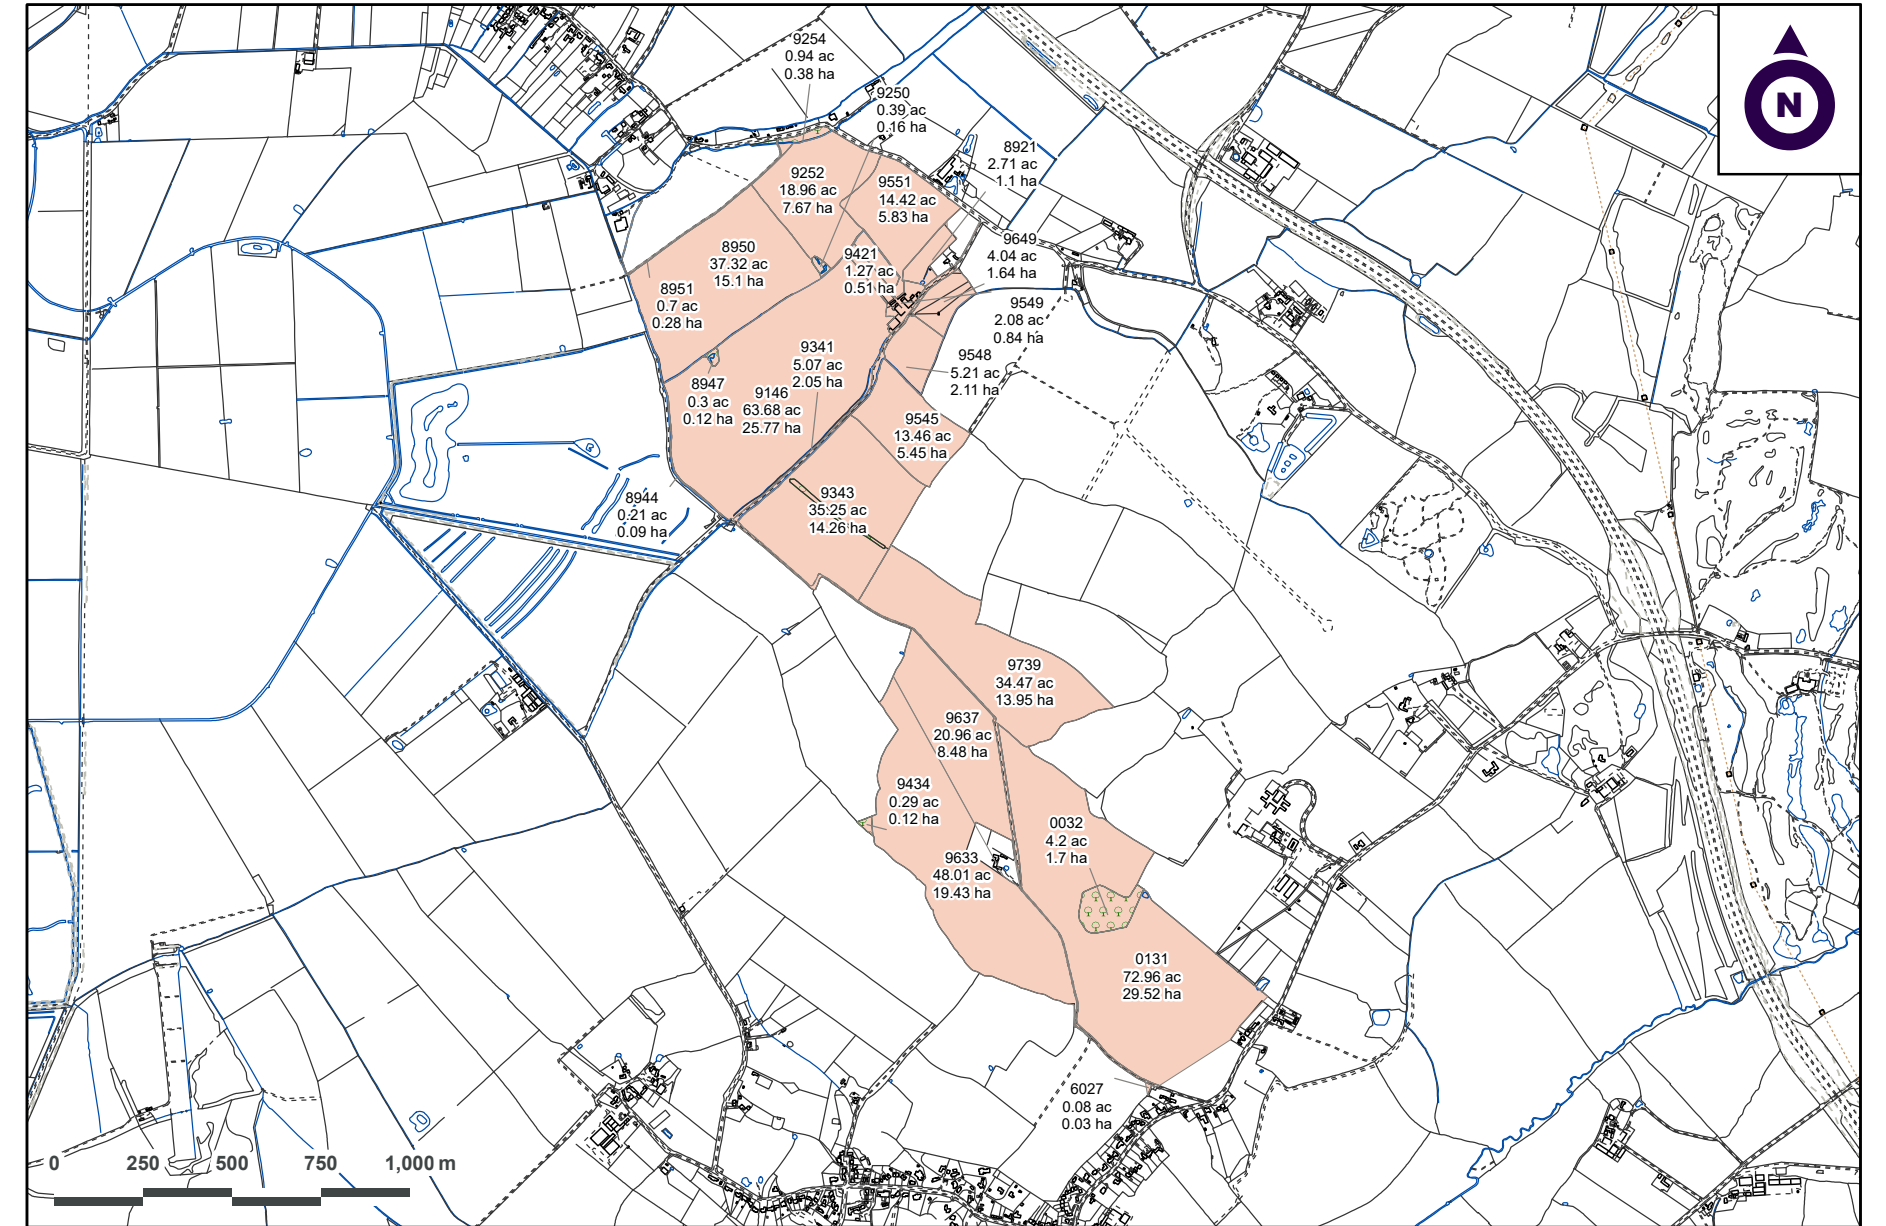 N
9254
0.94 ac
0.38 ha
9250
0.39 ac
0.16 ha
8921
2.71 ac
1.1 ha
9252
18.96 ac
7.67 ha
9551
14.42 ac
5.83 ha
9649
4.04 ac
1.64 ha
8950
37.32 ac
15.1 ha
9421
1.27 ac
0.51 ha
8951
0.7 ac
0.28 ha
9549
2.08 ac
0.84 ha
9341
5.07 ac
2.05 ha
9548
5.21 ac
2.11 ha
8947
0.3 ac
0.12 ha
9146
63.68 ac
25.77 ha
9545
13.46 ac
5.45 ha
8944
0.21 ac
0.09 ha
9343
35.25 ac
14.26 ha
9739
34.47 ac
13.95 ha
9637
20.96 ac
8.48 ha
9434
0.29 ac
0.12 ha
0032
4.2 ac
1.7 ha
9633
48.01 ac
19.43 ha
0131
72.96 ac
29.52 ha
6027
0.08 ac
0.03 ha
0 250 500 750 1,000 m